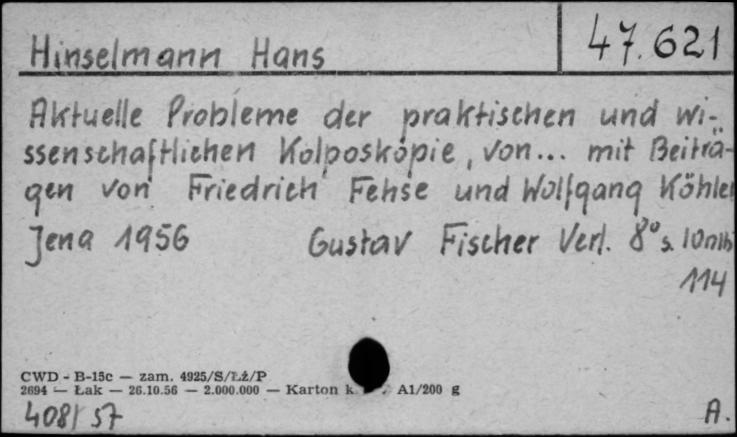 Hinselmann Hans 47.621
Aktuelle Probleme der praktischen und wi-
ssenschaftlichen Kolposkopie, von... mit Beiträ-
gen von Friedrich Fehse und Wolfgang Köhler
Jena 1956 Gustav Fischer Verl. 8° s.
114
CWD - B-15c — zam. 4925/S/Łż/P
2694 — Łak — 26.10.56 — 2.000.000 — Karton k A1/200 g
408/57 A.